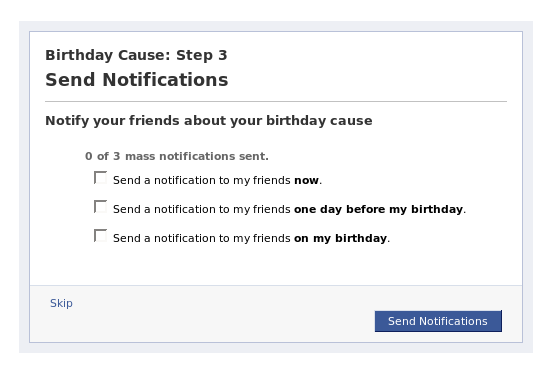 Birthday Cause: Step 3
Send Notifications
Notify your friends about your birthday cause
0 of 3 mass notifications sent.
Send a notification to my friends now.
Send a notification to my friends one day before my birthday.
Send a notification to my friends on my birthday.
Skip
Send Notifications